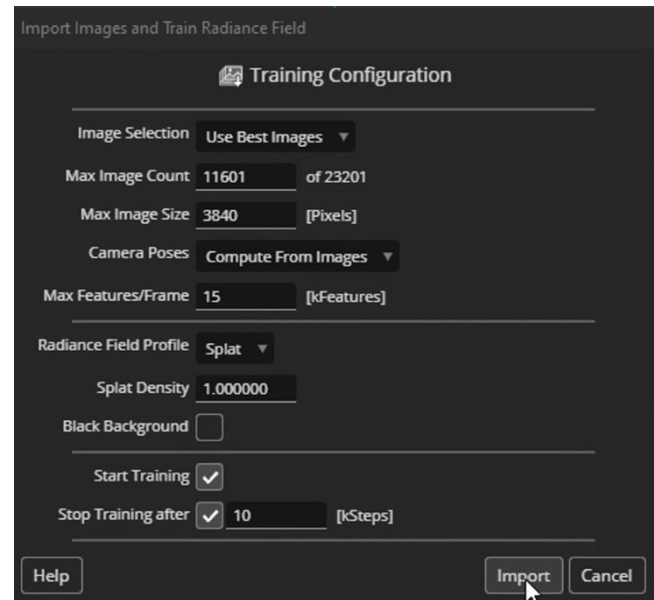 Import Images and Train Radiance Field
Training Configuration
Image Selection Use Best Images
Max Image Count 11601 of 23201
Max Image Size 3840 [Pixels]
Camera Poses Compute From Images
Max Features/Frame 15 [kFeatures]
Radiance Field Profile Splat
Splat Density 1.000000
Black Background
Start Training
Stop Training after 10 [kSteps]
Help Import Cancel